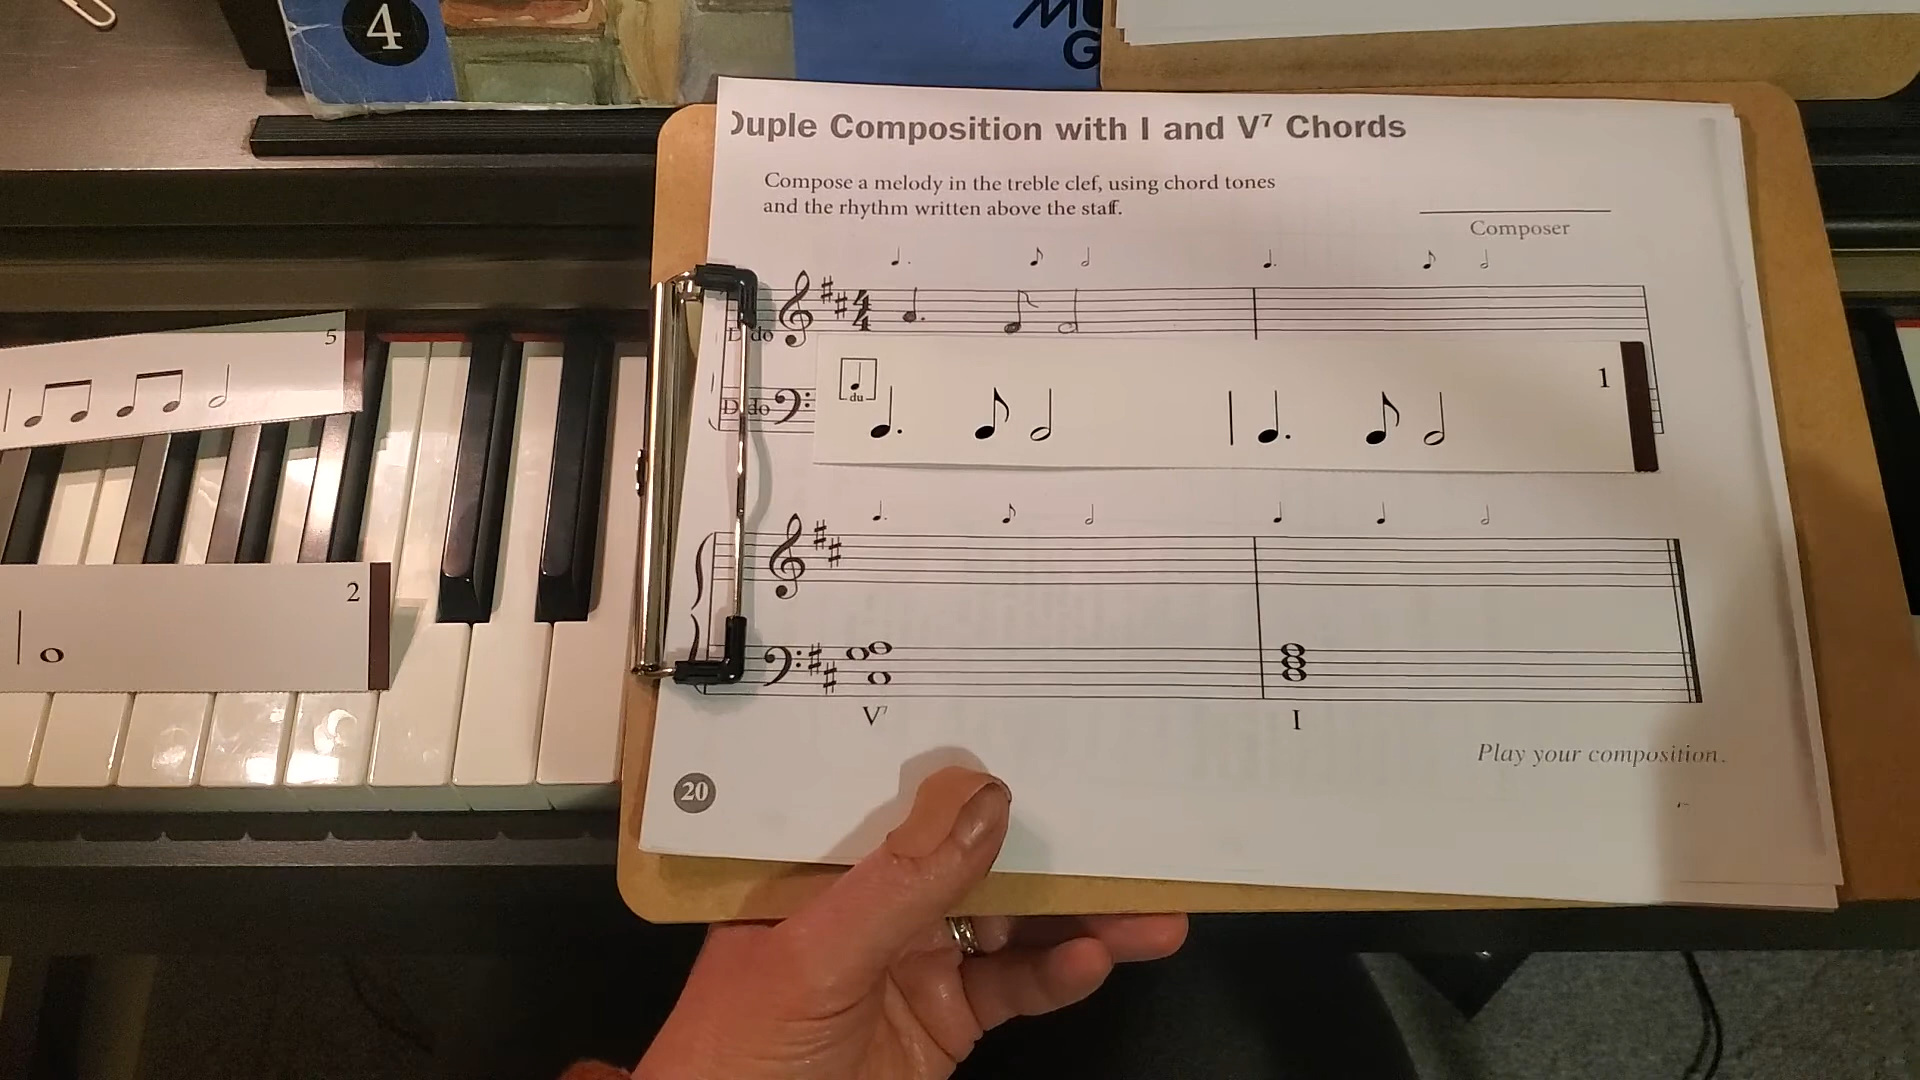 4
G
Duple Composition with I and V⁷ Chords
Compose a melody in the treble clef, using chord tones
and the rhythm written above the staff.
Composer
D do
5
1
du
D do
2
V⁷
I
Play your composition.
20